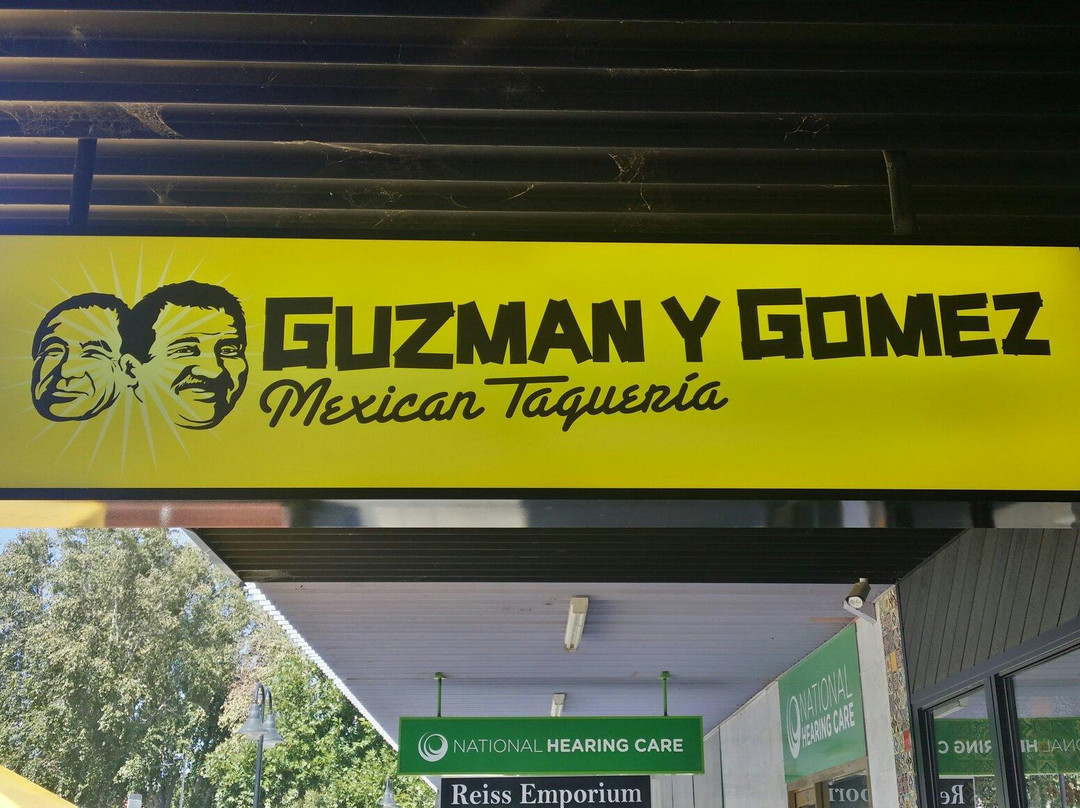 GUZMAN Y GOMEZ
Mexican Taquería
NATIONAL
HEARING CARE
NATIONAL HEARING CARE
Reiss Emporium